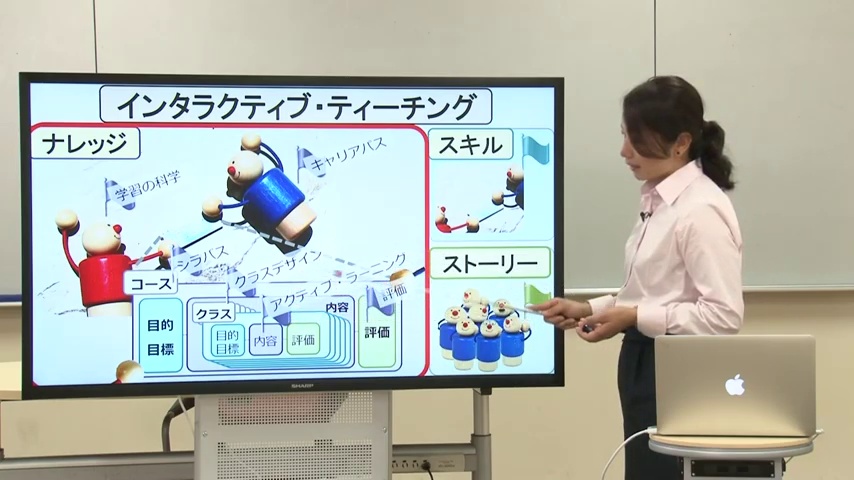 インタラクティブ・ティーチング
ナレッジ
スキル
学習の科学
キャリアパス
シラバス
クラスデザイン
アクティブ・ラーニング
評価
ストーリー
コース
目的
目標
クラス
内容
目的
目標
内容
評価
評価
SHARP